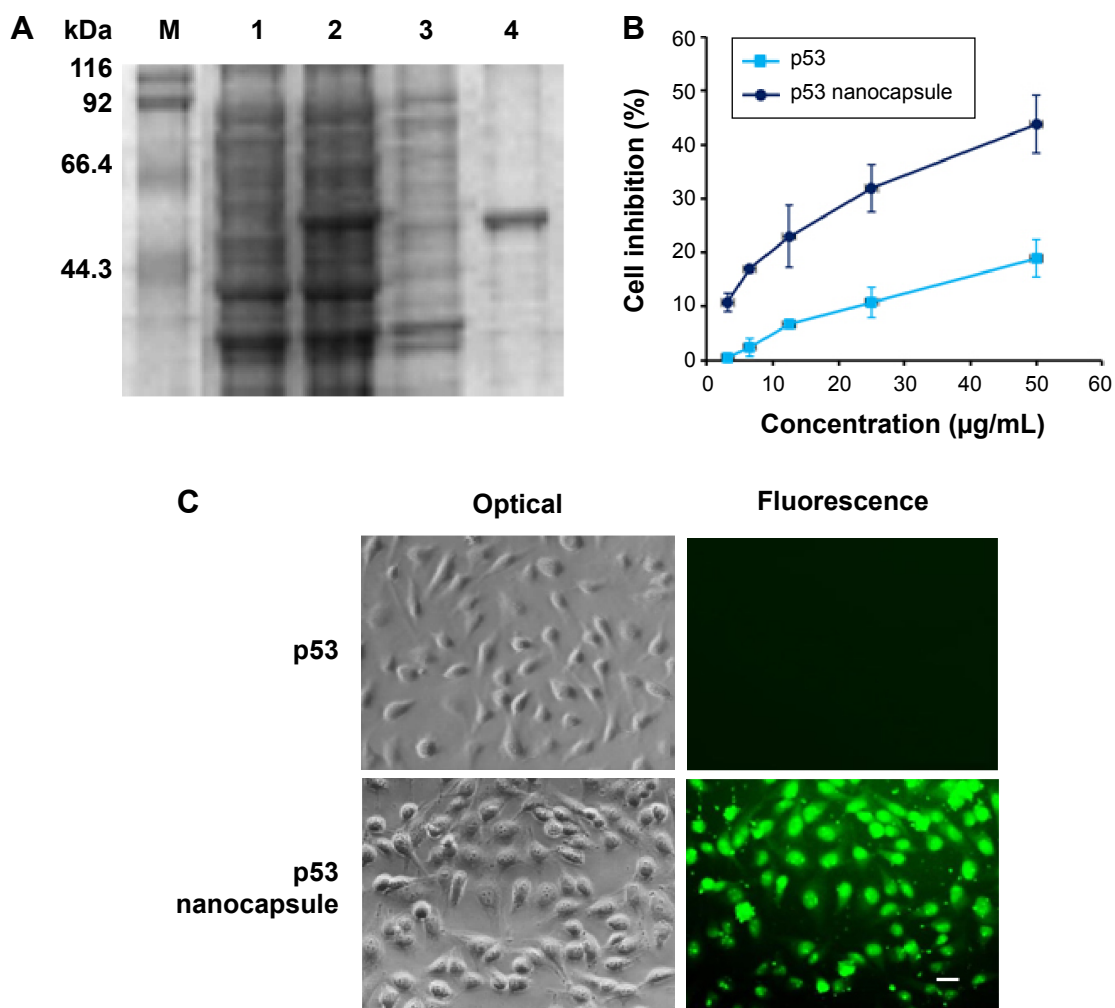 A
kDa M 1 2 3 4
116
92
66.4
44.3
B
60
50
40
30
20
10
0
p53
p53 nanocapsule
Cell inhibition (%)
0 10 20 30 40 50 60
Concentration (µg/mL)
C
Optical Fluorescence
p53
p53
nanocapsule